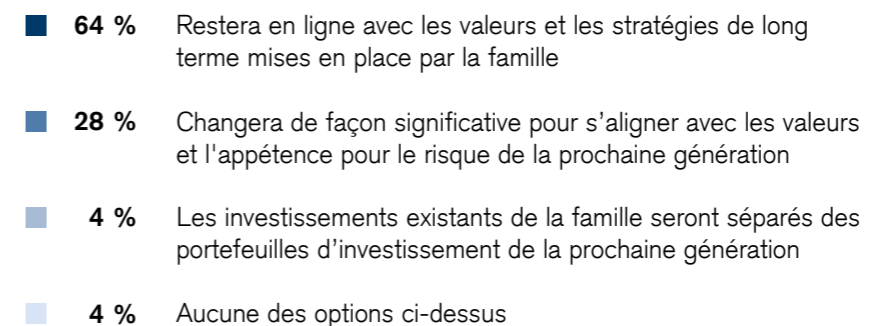 64 % Restera en ligne avec les valeurs et les stratégies de long
terme mises en place par la famille
28 % Changera de façon significative pour s’aligner avec les valeurs
et l'appétence pour le risque de la prochaine génération
4 % Les investissements existants de la famille seront séparés des
portefeuilles d’investissement de la prochaine génération
4 % Aucune des options ci-dessus